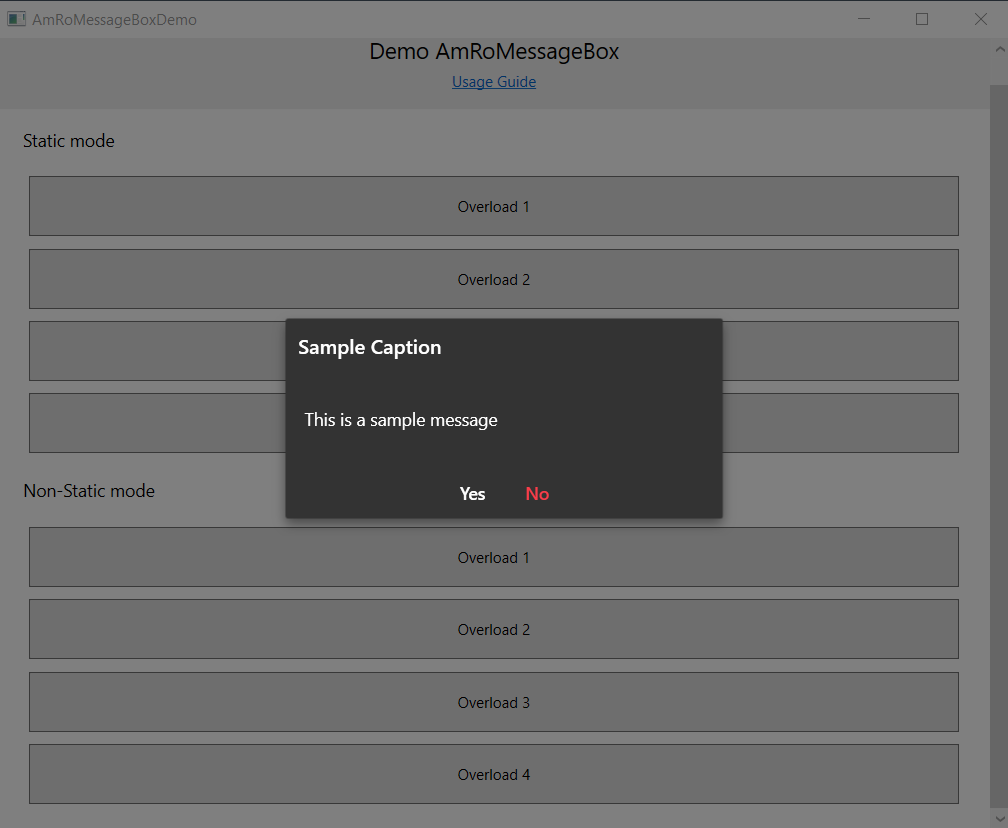 AmRoMessageBoxDemo
Demo AmRoMessageBox
Usage Guide
Static mode
Overload 1
Overload 2
Sample Caption
This is a sample message
Yes No
Non-Static mode
Overload 1
Overload 2
Overload 3
Overload 4